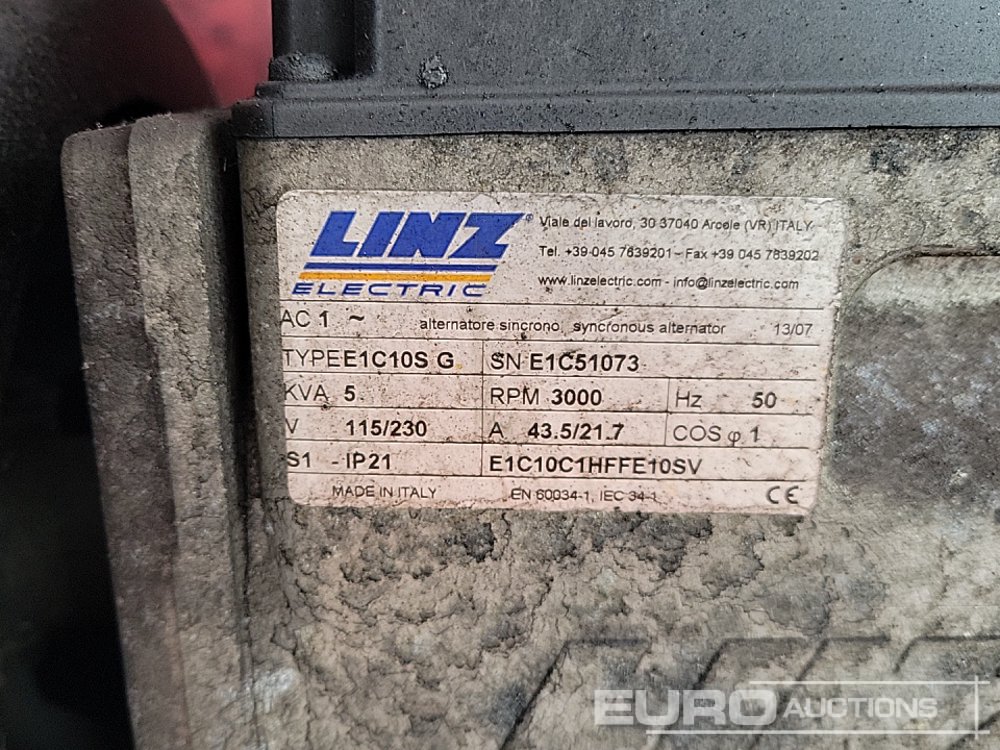 LINZ®
ELECTRIC
Viale del lavoro, 30 37040 Arcole (VR) ITALY
Tel. +39 045 7639201 - Fax +39 045 7639202
www.linzelectric.com - info@linzelectric.com
AC 1 ~ alternatore sincrono, syncronous alternator 13/07
TYPE E1C10S G SN E1C51073
KVA 5 RPM 3000 Hz 50
V 115/230 A 43.5/21.7 COS φ 1
S1 - IP21 E1C10C1HFFE10SV
MADE IN ITALY EN 60034-1, IEC 34-1 CE
EURO AUCTIONS